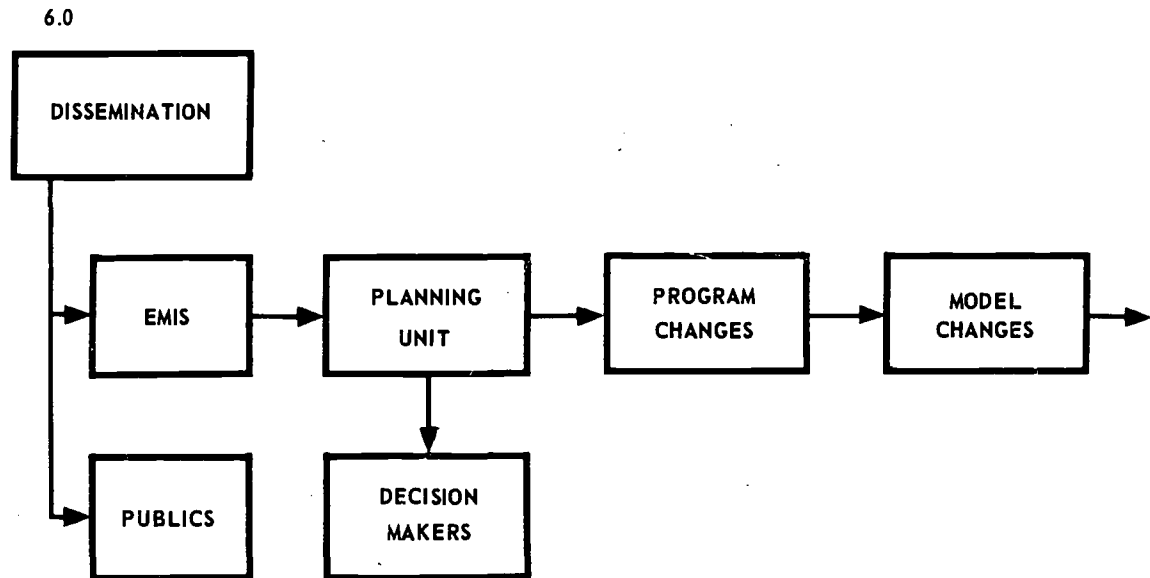 6.0
DISSEMINATION
EMIS
PLANNING
UNIT
PROGRAM
CHANGES
MODEL
CHANGES
PUBLICS
DECISION
MAKERS